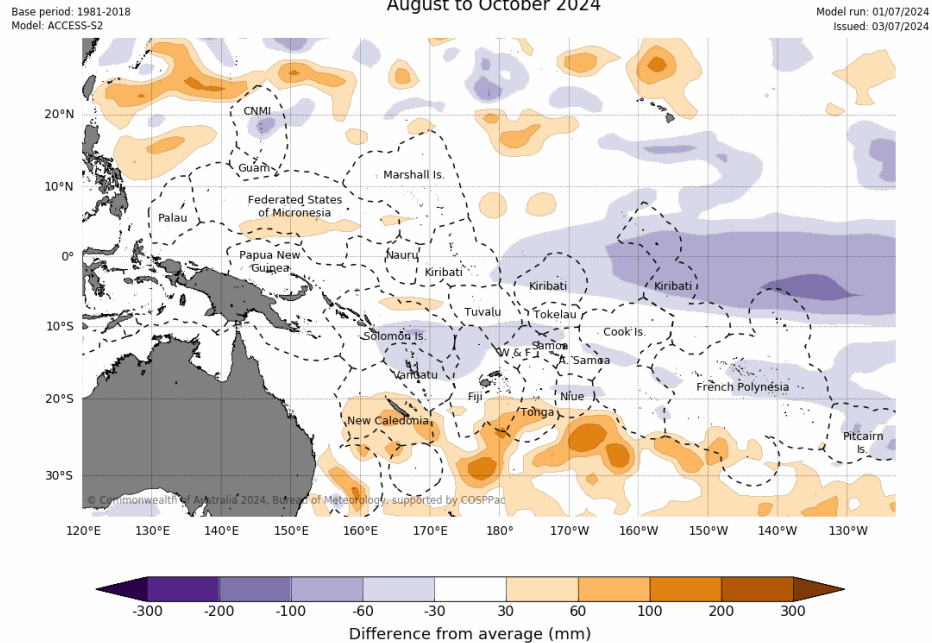 August to October 2024
Base period: 1981-2018
Model: ACCESS-S2
Model run: 01/07/2024
Issued: 03/07/2024
20°N
10°N
0°
10°S
20°S
30°S
CNMI
Guam
Marshall Is.
Federated States
of Micronesia
Palau
Papua New
Guinea
Nauru
Kiribati
Kiribati
Kiribati
Tuvalu
Tokelau
Cook Is.
Solomon Is.
W & F
Samoa
A. Samoa
Vanuatu
Fiji
Niue
French Polynesia
Tonga
New Caledonia
Pitcairn
Is.
© Commonwealth of Australia 2024, Bureau of Meteorology, supported by COSPPac
120°E 130°E 140°E 150°E 160°E 170°E 180° 170°W 160°W 150°W 140°W 130°W
-300 -200 -100 -60 -30 30 60 100 200 300
Difference from average (mm)